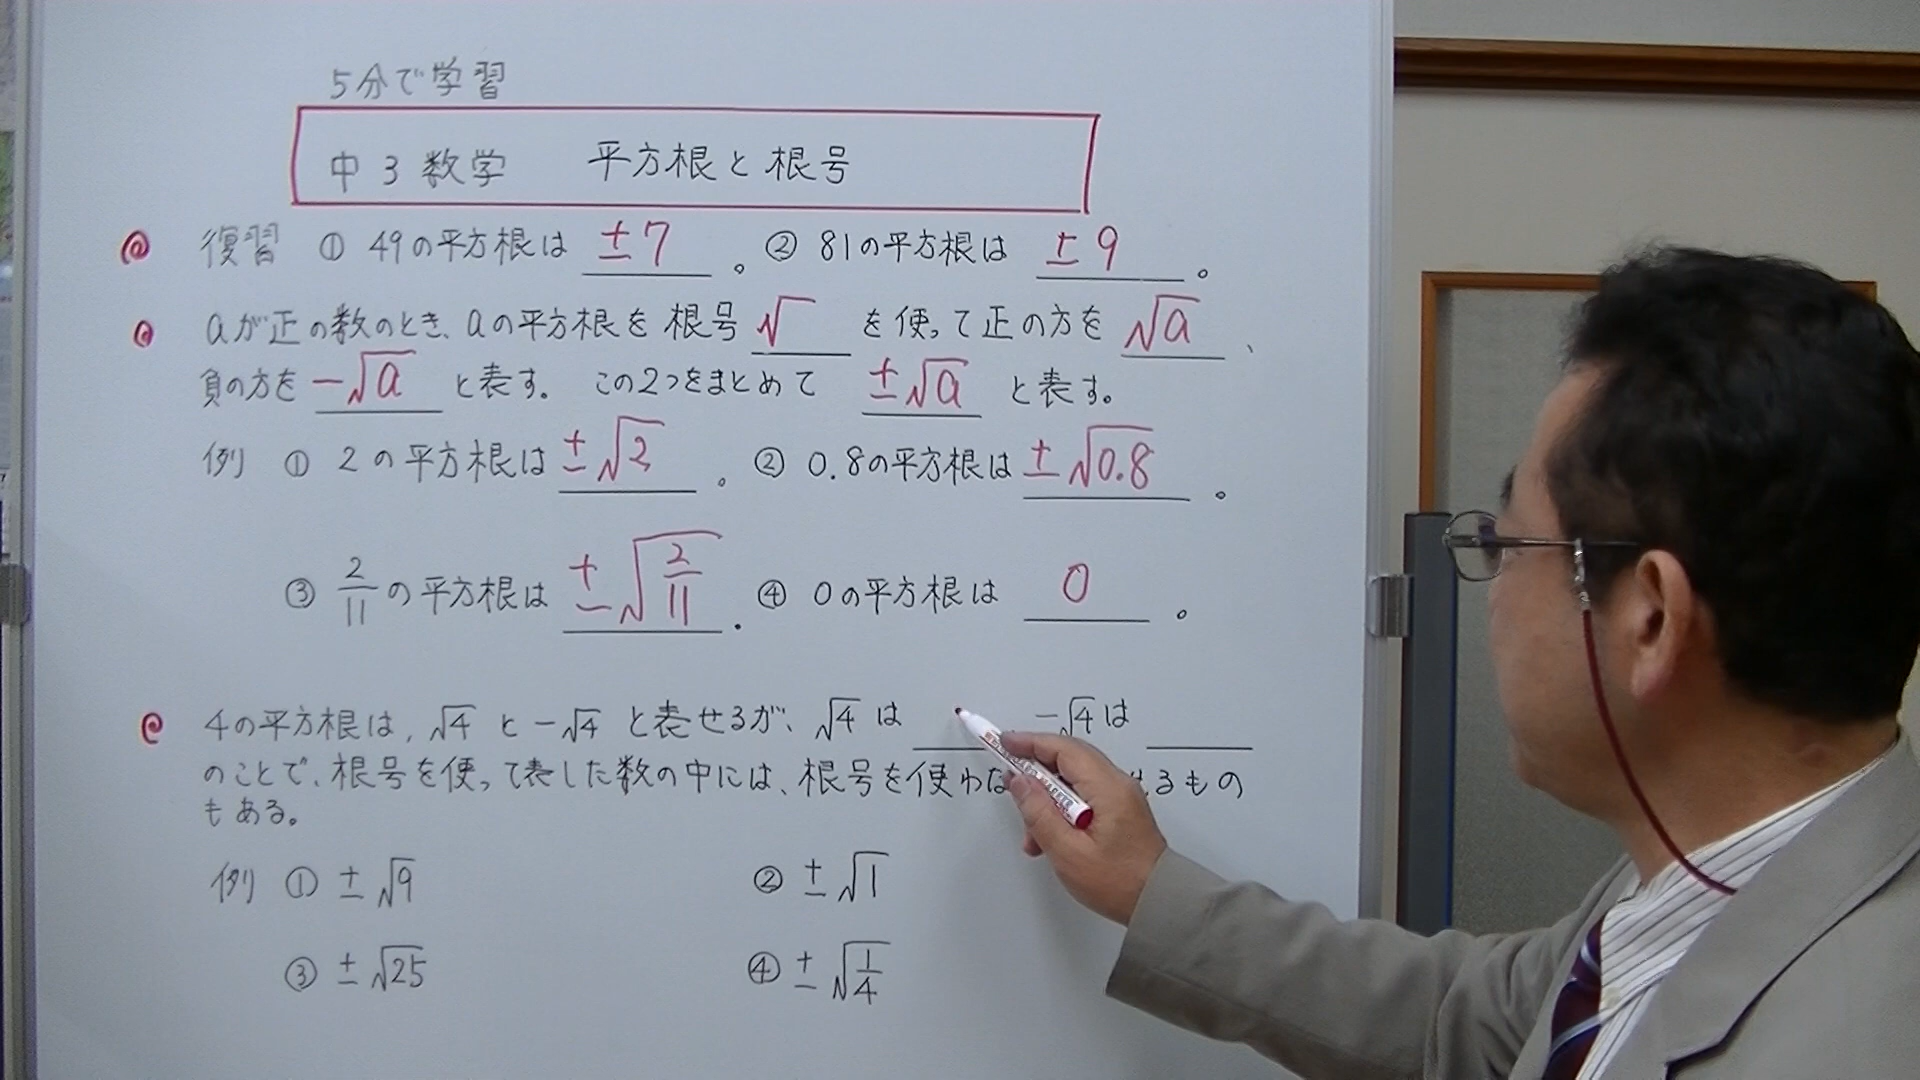 5分で学習
中3数学 平方根と根号
復習 ① 49の平方根は ±7 。 ② 81の平方根は ±9 。
aが正の数のとき、aの平方根を根号 √ を使って正の方を √a 、
負の方を -√a と表す。 この2つをまとめて ±√a と表す。
例 ① 2の平方根は ±√2 。 ② 0.8の平方根は ±√0.8 。
③ 2/11 の平方根は ±√2/11 . ④ 0の平方根は 0 。
4の平方根は, √4 と -√4 と表せるが、√4 は -√4は
のことで、根号を使って表した数の中には、根号を使わな せるもの
もある。
例 ① ±√9 ② ±√1
③ ±√25 ④ ±√1/4